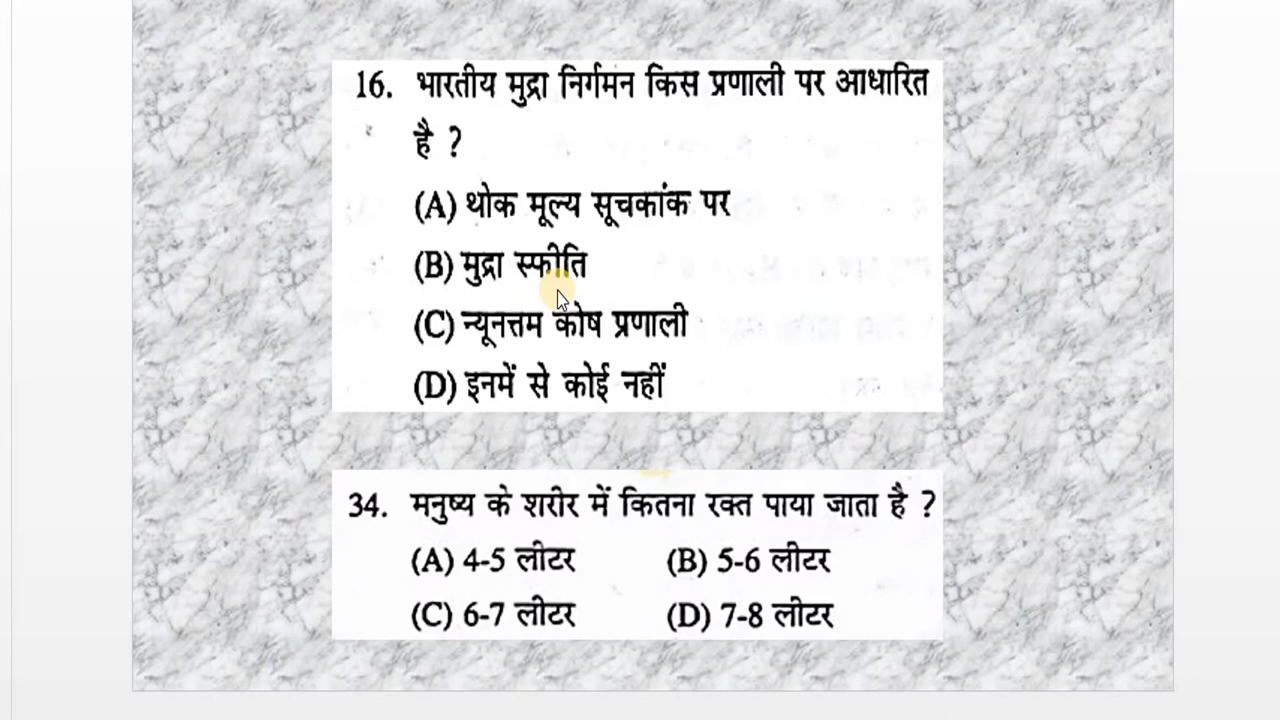 16. भारतीय मुद्रा निर्गमन किस प्रणाली पर आधारित
है ?
(A) थोक मूल्य सूचकांक पर
(B) मुद्रा स्फीति
(C) न्यूनत्तम कोष प्रणाली
(D) इनमें से कोई नहीं
34. मनुष्य के शरीर में कितना रक्त पाया जाता है ?
(A) 4-5 लीटर (B) 5-6 लीटर
(C) 6-7 लीटर (D) 7-8 लीटर